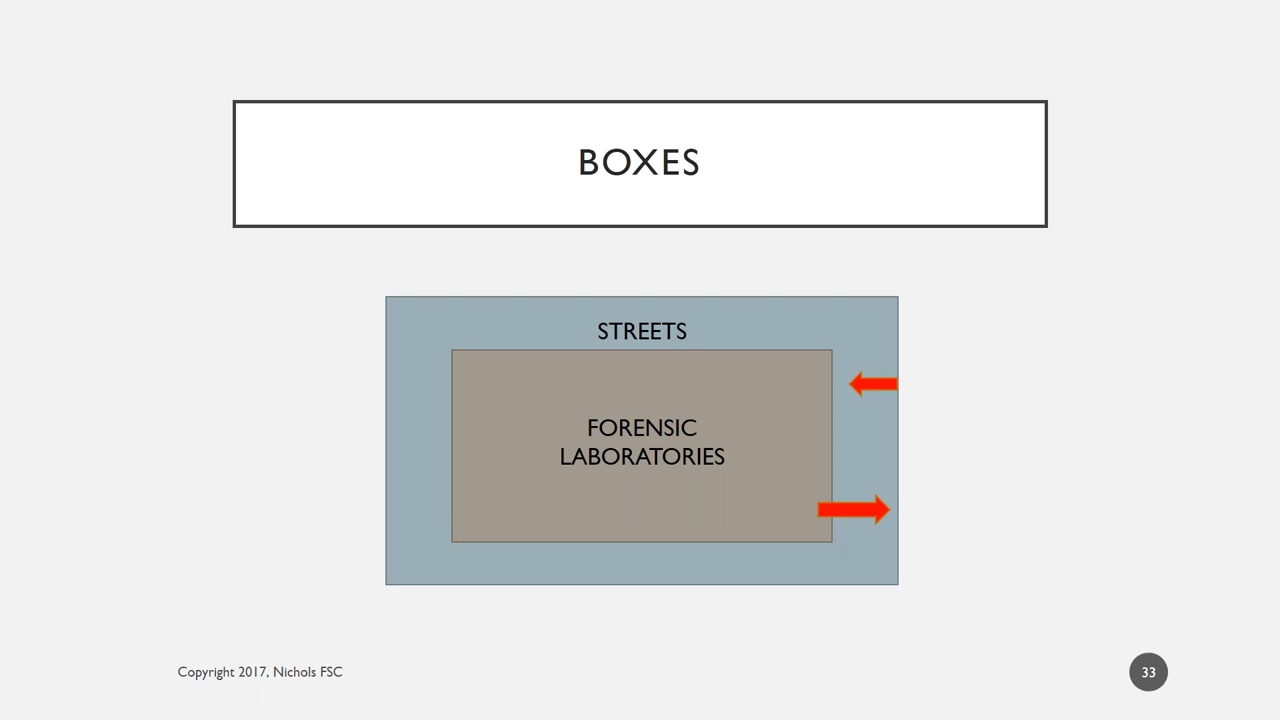 BOXES
STREETS
FORENSIC
LABORATORIES
Copyright 2017, Nichols FSC
33